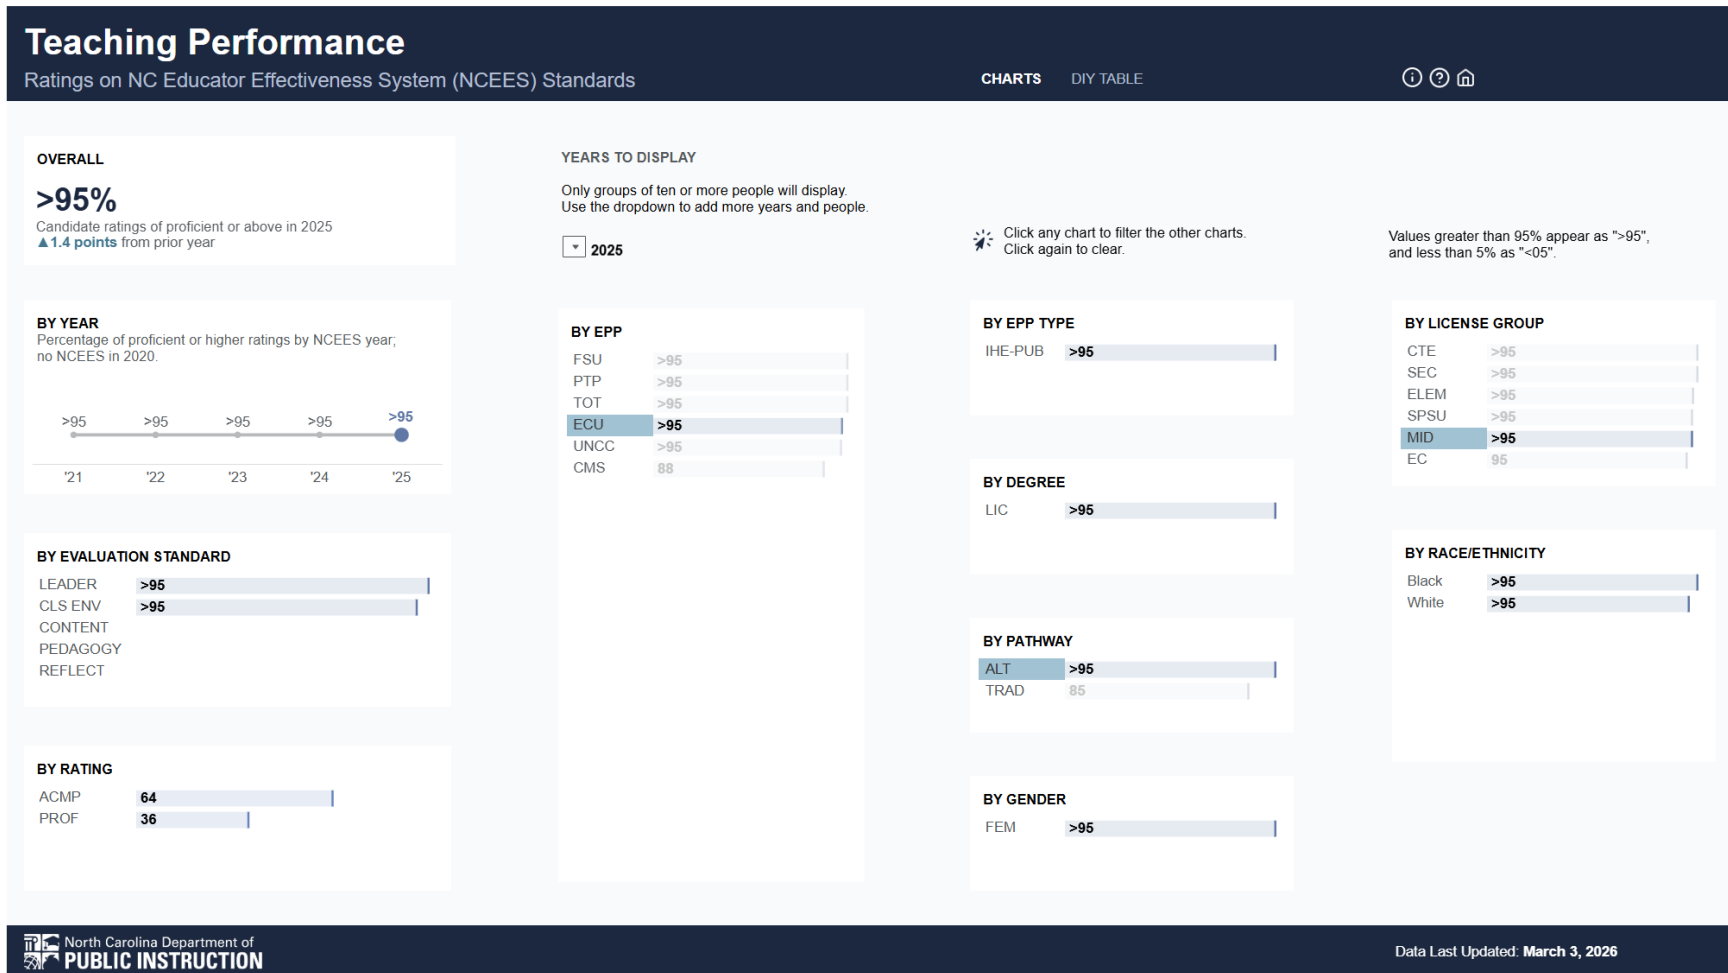 Teaching Performance
Ratings on NC Educator Effectiveness System (NCEES) Standards
CHARTS
DIY TABLE
OVERALL
>95%
Candidate ratings of proficient or above in 2025
▲1.4 points from prior year
YEARS TO DISPLAY
Only groups of ten or more people will display.
Use the dropdown to add more years and people.
2025
Click any chart to filter the other charts.
Click again to clear.
Values greater than 95% appear as ">95",
and less than 5% as "<05".
BY YEAR
Percentage of proficient or higher ratings by NCEES year;
no NCEES in 2020.
>95 >95 >95 >95 >95
'21 '22 '23 '24 '25
BY EVALUATION STANDARD
LEADER >95
CLS ENV >95
CONTENT
PEDAGOGY
REFLECT
BY RATING
ACMP 64
PROF 36
BY EPP
FSU >95
PTP >95
TOT >95
ECU >95
UNCC >95
CMS 88
BY EPP TYPE
IHE-PUB >95
BY DEGREE
LIC >95
BY PATHWAY
ALT >95
TRAD 85
BY GENDER
FEM >95
BY LICENSE GROUP
CTE >95
SEC >95
ELEM >95
SPSU >95
MID >95
EC 95
BY RACE/ETHNICITY
Black >95
White >95
North Carolina Department of
PUBLIC INSTRUCTION
Data Last Updated: March 3, 2026